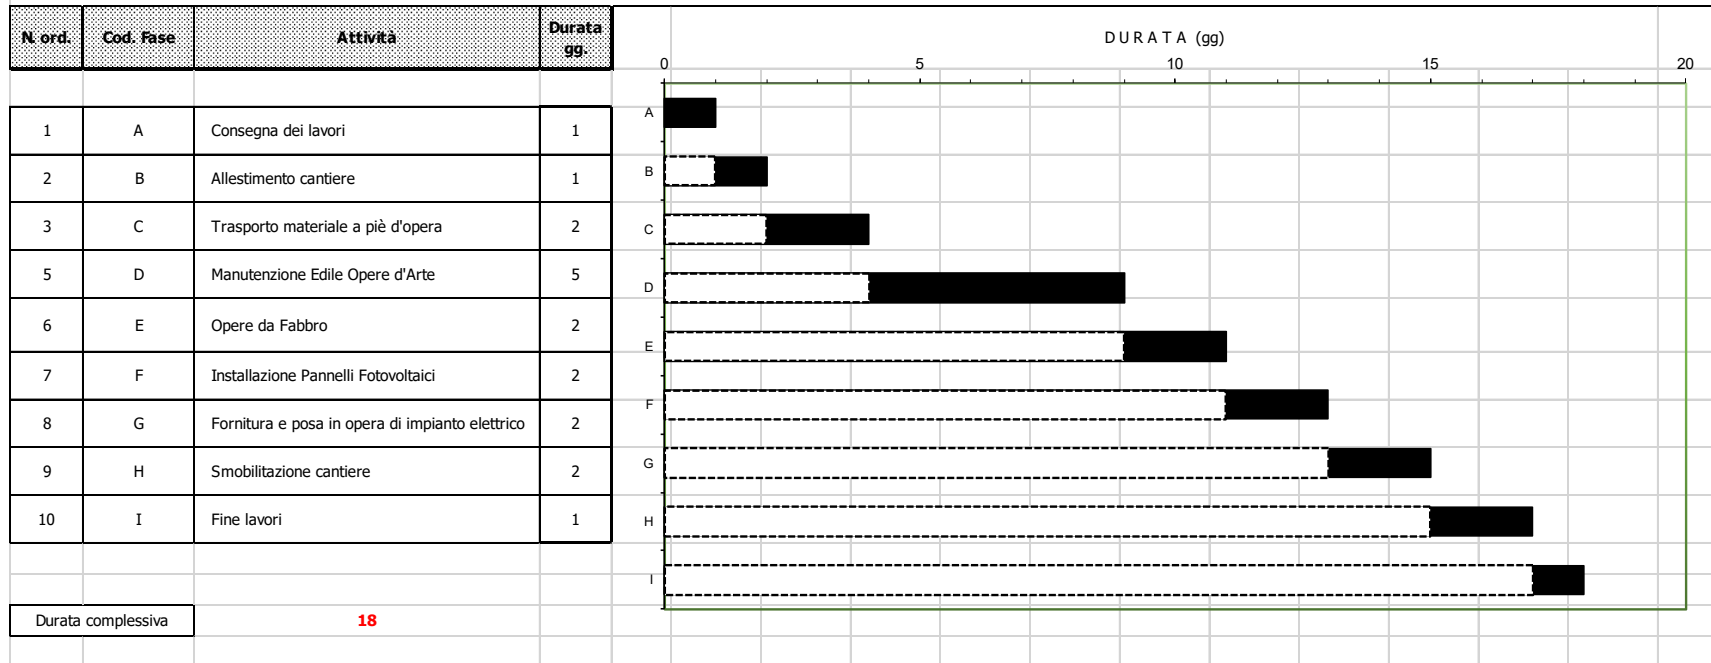 N. ord. Cod. Fase Attività Durata gg.
D U R A T A (gg)
0 5 10 15 20
1 A Consegna dei lavori 1
2 B Allestimento cantiere 1
3 C Trasporto materiale a piè d'opera 2
5 D Manutenzione Edile Opere d'Arte 5
6 E Opere da Fabbro 2
7 F Installazione Pannelli Fotovoltaici 2
8 G Fornitura e posa in opera di impianto elettrico 2
9 H Smobilitazione cantiere 2
10 I Fine lavori 1
Durata complessiva 18
A
B
C
D
E
F
G
H
I